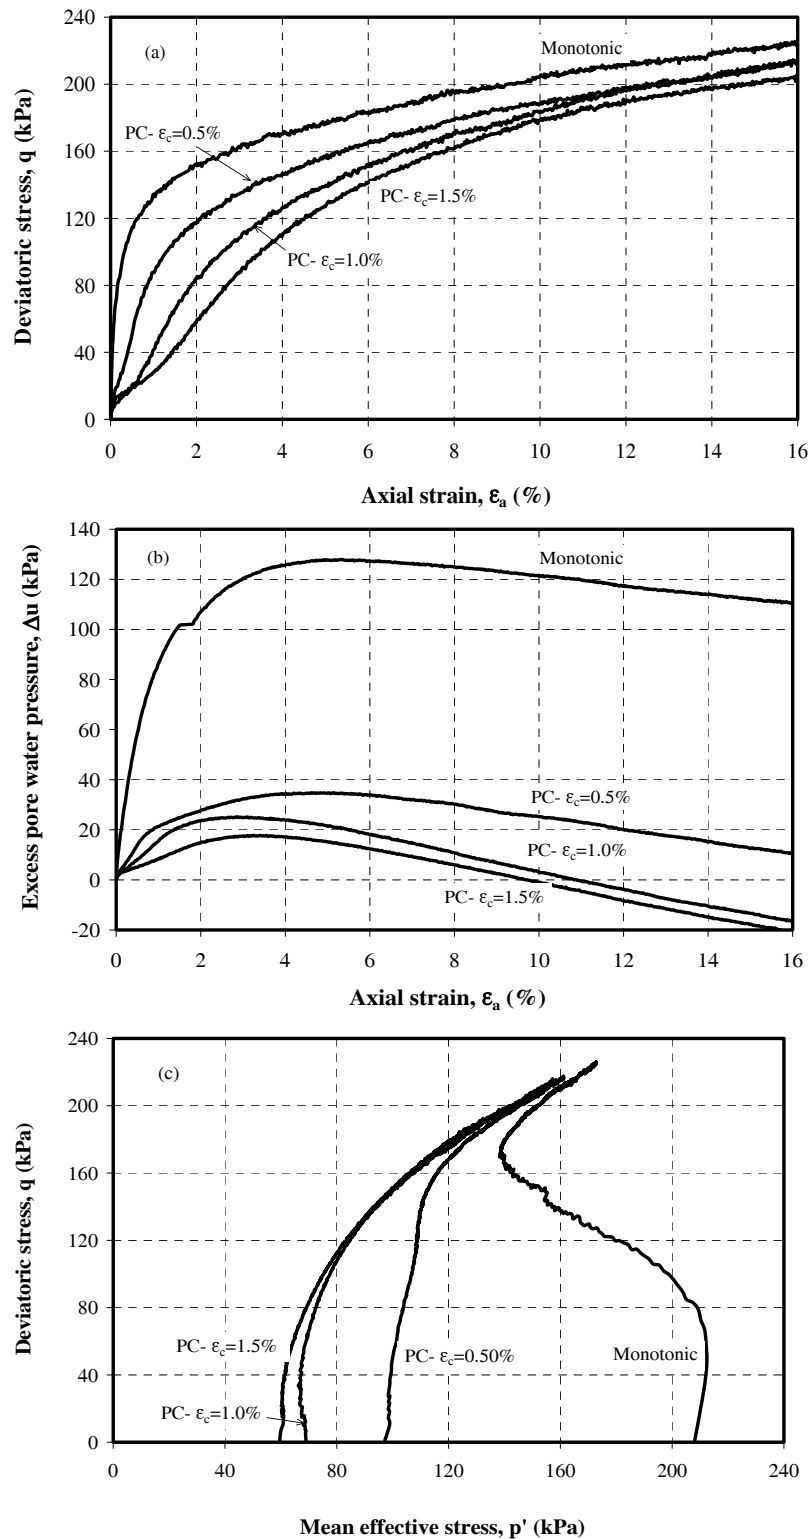 240
(a)
Monotonic
200
PC- εc=0.5%
160
PC- εc=1.5%
120
PC- εc=1.0%
80
40
0
0 2 4 6 8 10 12 14 16
Deviatoric stress, q (kPa)
Axial strain, εa (%)
140
(b)
Monotonic
120
100
80
60
40
PC- εc=0.5%
20
PC- εc=1.0%
0
PC- εc=1.5%
-20
0 2 4 6 8 10 12 14 16
Excess pore water pressure, Δu (kPa)
Axial strain, εa (%)
240
(c)
200
160
120
80
PC- εc=1.5%
PC- εc=0.50%
Monotonic
40
PC- εc=1.0%
0
0 40 80 120 160 200 240
Deviatoric stress, q (kPa)
Mean effective stress, p' (kPa)